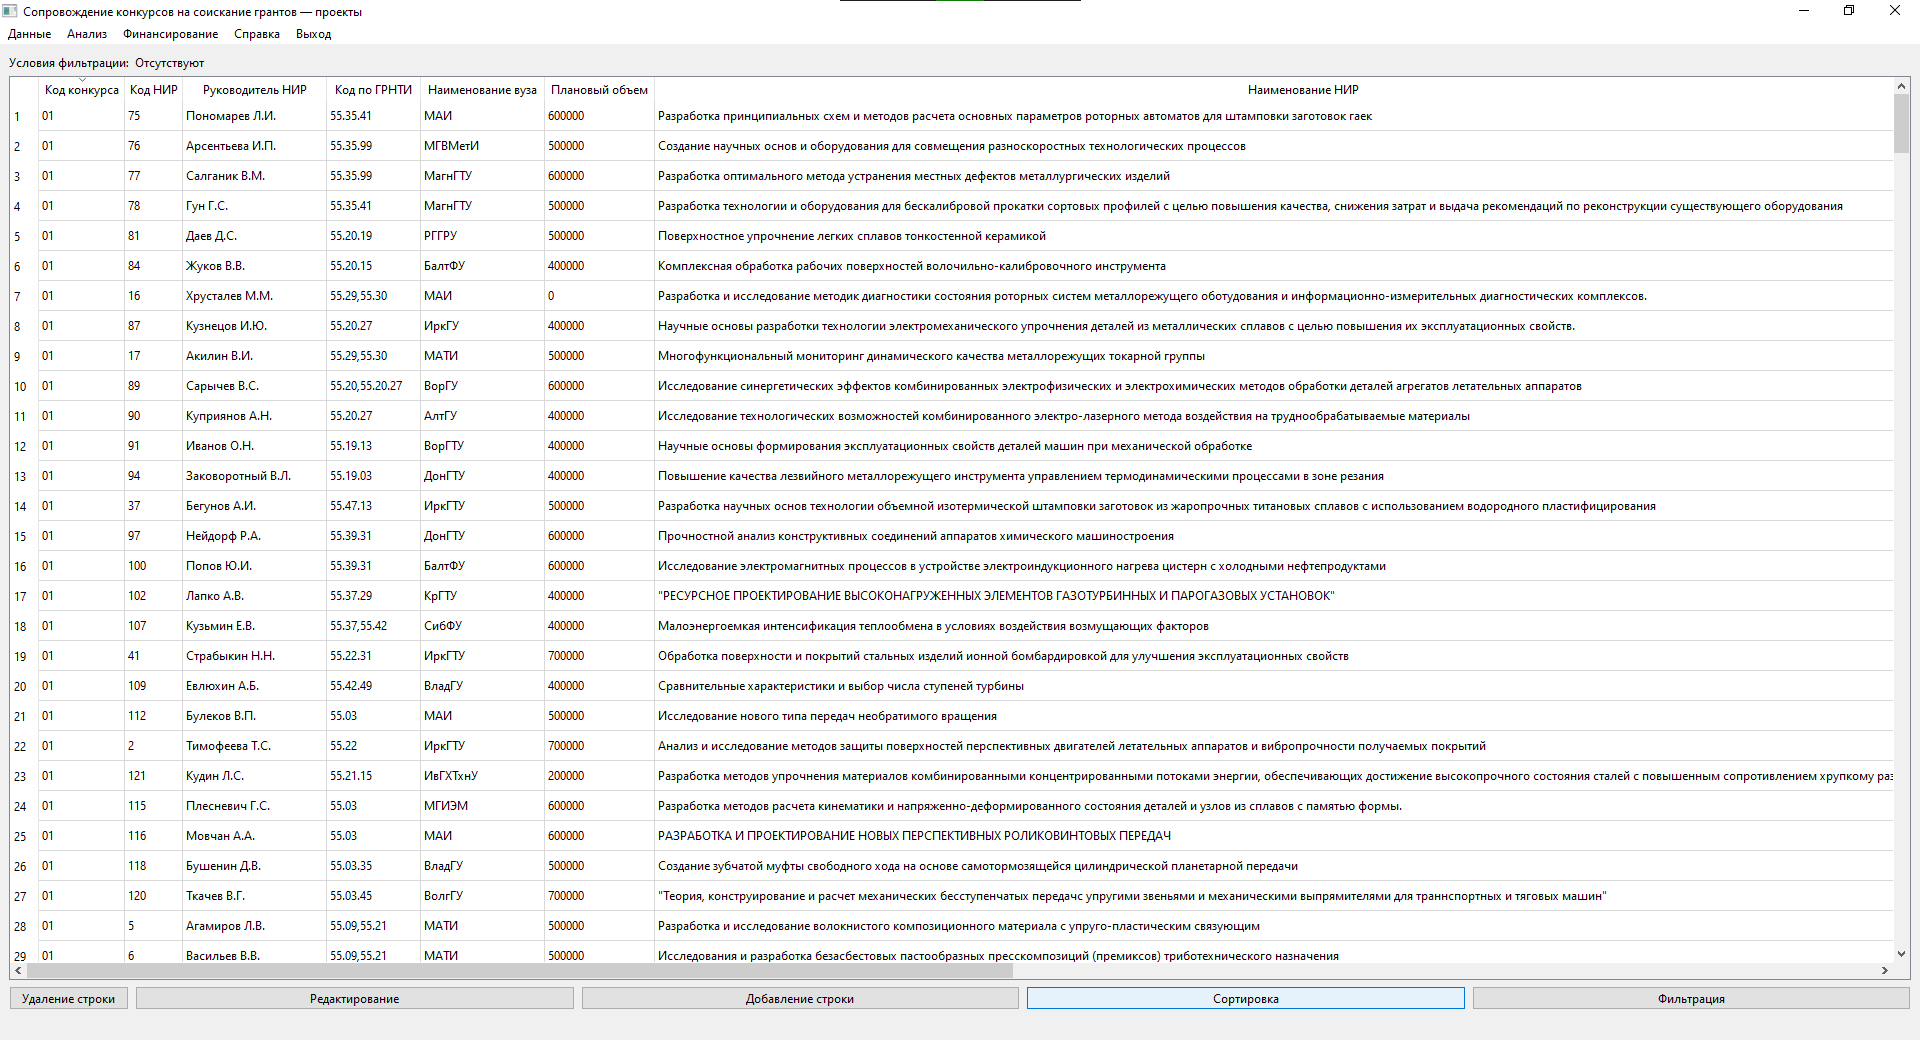 Сопровождение конкурсов на соискание грантов — проекты
Данные Анализ Финансирование Справка Выход
Условия фильтрации: Отсутствуют
Код конкурса Код НИР Руководитель НИР Код по ГРНТИ Наименование вуза Плановый объем Наименование НИР
1 01 75 Пономарев Л.И. 55.35.41 МАИ 600000 Разработка принципиальных схем и методов расчета основных параметров роторных автоматов для штамповки заготовок гаек
2 01 76 Арсентьева И.П. 55.35.99 МГВМетИ 500000 Создание научных основ и оборудования для совмещения разноскоростных технологических процессов
3 01 77 Салганик В.М. 55.35.99 МагнГТУ 600000 Разработка оптимального метода устранения местных дефектов металлургических изделий
4 01 78 Гун Г.С. 55.35.41 МагнГТУ 500000 Разработка технологии и оборудования для бескалибровой прокатки сортовых профилей с целью повышения качества, снижения затрат и выдача рекомендаций по реконструкции существующего оборудования
5 01 81 Даев Д.С. 55.20.19 РГГРУ 500000 Поверхностное упрочнение легких сплавов тонкостенной керамикой
6 01 84 Жуков В.В. 55.20.15 БалтФУ 400000 Комплексная обработка рабочих поверхностей волочильно-калибровочного инструмента
7 01 16 Хрусталев М.М. 55.29,55.30 МАИ 0 Разработка и исследование методик диагностики состояния роторных систем металлорежущего оботудования и информационно-измерительных диагностических комплексов.
8 01 87 Кузнецов И.Ю. 55.20.27 ИркГУ 400000 Научные основы разработки технологии электромеханического упрочнения деталей из металлических сплавов с целью повышения их эксплуатационных свойств.
9 01 17 Акилин В.И. 55.29,55.30 МАТИ 500000 Многофункциональный мониторинг динамического качества металлорежущих токарной группы
10 01 89 Сарычев В.С. 55.20,55.20.27 ВорГУ 600000 Исследование синергетических эффектов комбинированных электрофизических и электрохимических методов обработки деталей агрегатов летательных аппаратов
11 01 90 Куприянов А.Н. 55.20.27 АлтГУ 400000 Исследование технологических возможностей комбинированного электро-лазерного метода воздействия на труднообрабатываемые материалы
12 01 91 Иванов О.Н. 55.19.13 ВорГТУ 400000 Научные основы формирования эксплуатационных свойств деталей машин при механической обработке
13 01 94 Заковоротный В.Л. 55.19.03 ДонГТУ 400000 Повышение качества лезвийного металлорежущего инструмента управлением термодинамическими процессами в зоне резания
14 01 37 Бегунов А.И. 55.47.13 ИркГТУ 500000 Разработка научных основ технологии объемной изотермической штамповки заготовок из жаропрочных титановых сплавов с использованием водородного пластифицирования
15 01 97 Нейдорф Р.А. 55.39.31 ДонГТУ 600000 Прочностной анализ конструктивных соединений аппаратов химического машиностроения
16 01 100 Попов Ю.И. 55.39.31 БалтФУ 600000 Исследование электромагнитных процессов в устройстве электроиндукционного нагрева цистерн с холодными нефтепродуктами
17 01 102 Лапко А.В. 55.37.29 КрГТУ 400000 "РЕСУРСНОЕ ПРОЕКТИРОВАНИЕ ВЫСОКОНАГРУЖЕННЫХ ЭЛЕМЕНТОВ ГАЗОТУРБИННЫХ И ПАРОГАЗОВЫХ УСТАНОВОК"
18 01 107 Кузьмин Е.В. 55.37,55.42 СибФУ 400000 Малоэнергоемкая интенсификация теплообмена в условиях воздействия возмущающих факторов
19 01 41 Страбыкин Н.Н. 55.22.31 ИркГТУ 700000 Обработка поверхности и покрытий стальных изделий ионной бомбардировкой для улучшения эксплуатационных свойств
20 01 109 Евлюхин А.Б. 55.42.49 ВладГУ 400000 Сравнительные характеристики и выбор числа ступеней турбины
21 01 112 Булеков В.П. 55.03 МАИ 500000 Исследование нового типа передач необратимого вращения
22 01 2 Тимофеева Т.С. 55.22 ИркГТУ 700000 Анализ и исследование методов защиты поверхностей перспективных двигателей летательных аппаратов и вибропрочности получаемых покрытий
23 01 121 Кудин Л.С. 55.21.15 ИвГХТхнУ 200000 Разработка методов упрочнения материалов комбинированными концентрированными потоками энергии, обеспечивающих достижение высокопрочного состояния сталей с повышенным сопротивлением хрупкому раз
24 01 115 Плесневич Г.С. 55.03 МГИЭМ 600000 Разработка методов расчета кинематики и напряженно-деформированного состояния деталей и узлов из сплавов с памятью формы.
25 01 116 Мовчан А.А. 55.03 МАИ 600000 РАЗРАБОТКА И ПРОЕКТИРОВАНИЕ НОВЫХ ПЕРСПЕКТИВНЫХ РОЛИКОВИНТОВЫХ ПЕРЕДАЧ
26 01 118 Бушенин Д.В. 55.03.35 ВладГУ 500000 Создание зубчатой муфты свободного хода на основе самотормозящейся цилиндрической планетарной передачи
27 01 120 Ткачев В.Г. 55.03.45 ВолгГУ 700000 "Теория, конструирование и расчет механических бесступенчатых передачс упругими звеньями и механическими выпрямителями для траннспортных и тяговых машин"
28 01 5 Агамиров Л.В. 55.09,55.21 МАТИ 500000 Разработка и исследование волокнистого композиционного материала с упруго-пластическим связующим
29 01 6 Васильев В.В. 55.09,55.21 МАТИ 500000 Исследования и разработка безасбестовых пастообразных пресскомпозиций (премиксов) триботехнического назначения
Удаление строки Редактирование Добавление строки Сортировка Фильтрация